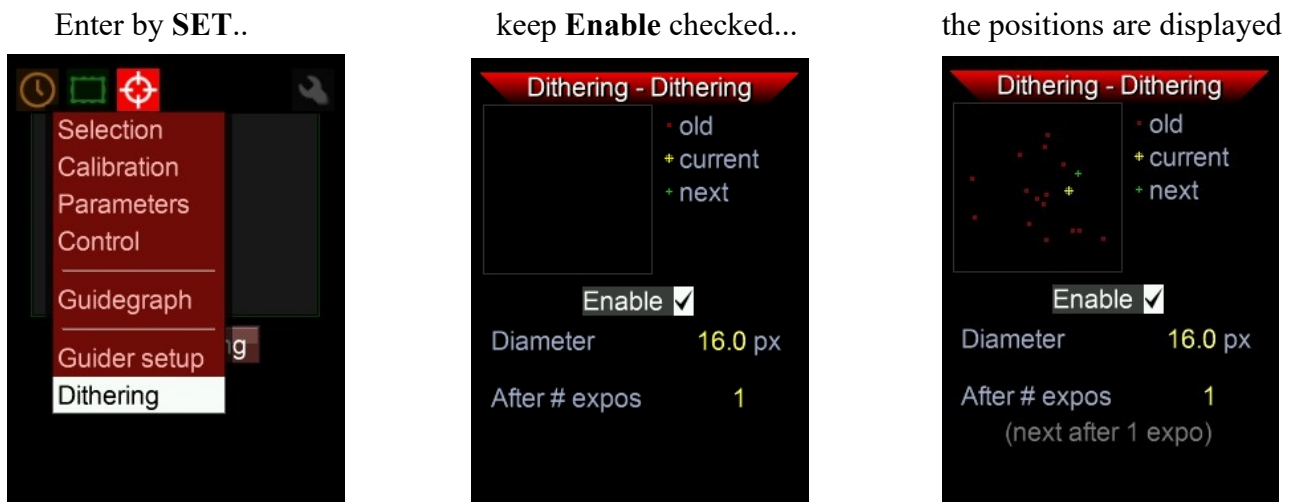 Enter by SET..
Selection
Calibration
Parameters
Control
Guidegraph
g
Guider setup
Dithering
keep Enable checked...
Dithering - Dithering
old
current
next
Enable
Diameter 16.0 px
After # expos 1
the positions are displayed
Dithering - Dithering
old
current
next
Enable
Diameter 16.0 px
After # expos 1
(next after 1 expo)